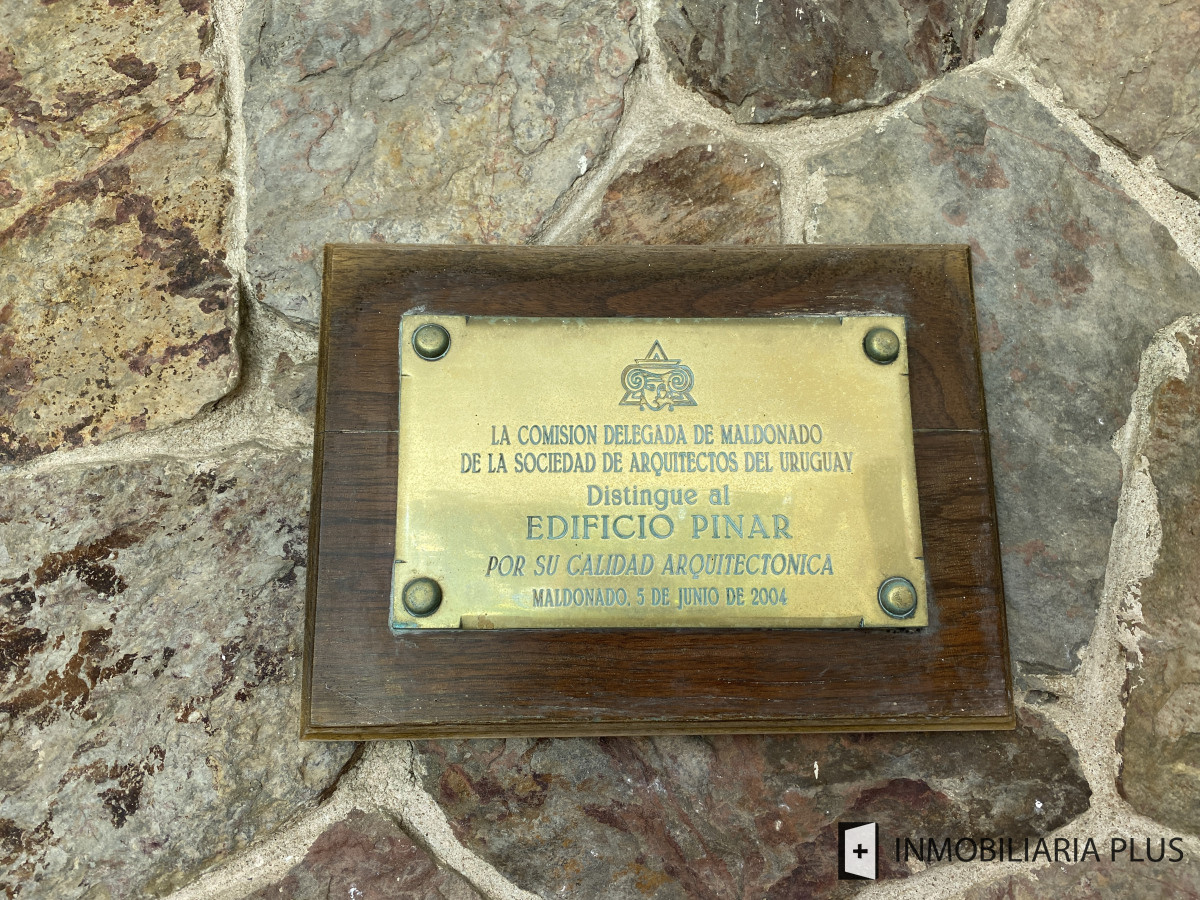 LA COMISION DELEGADA DE MALDONADO
DE LA SOCIEDAD DE ARQUITECTOS DEL URUGUAY
Distingue al
EDIFICIO PINAR
POR SU CALIDAD ARQUITECTONICA
MALDONADO, 5 DE JUNIO DE 2004
INMOBILIARIA PLUS